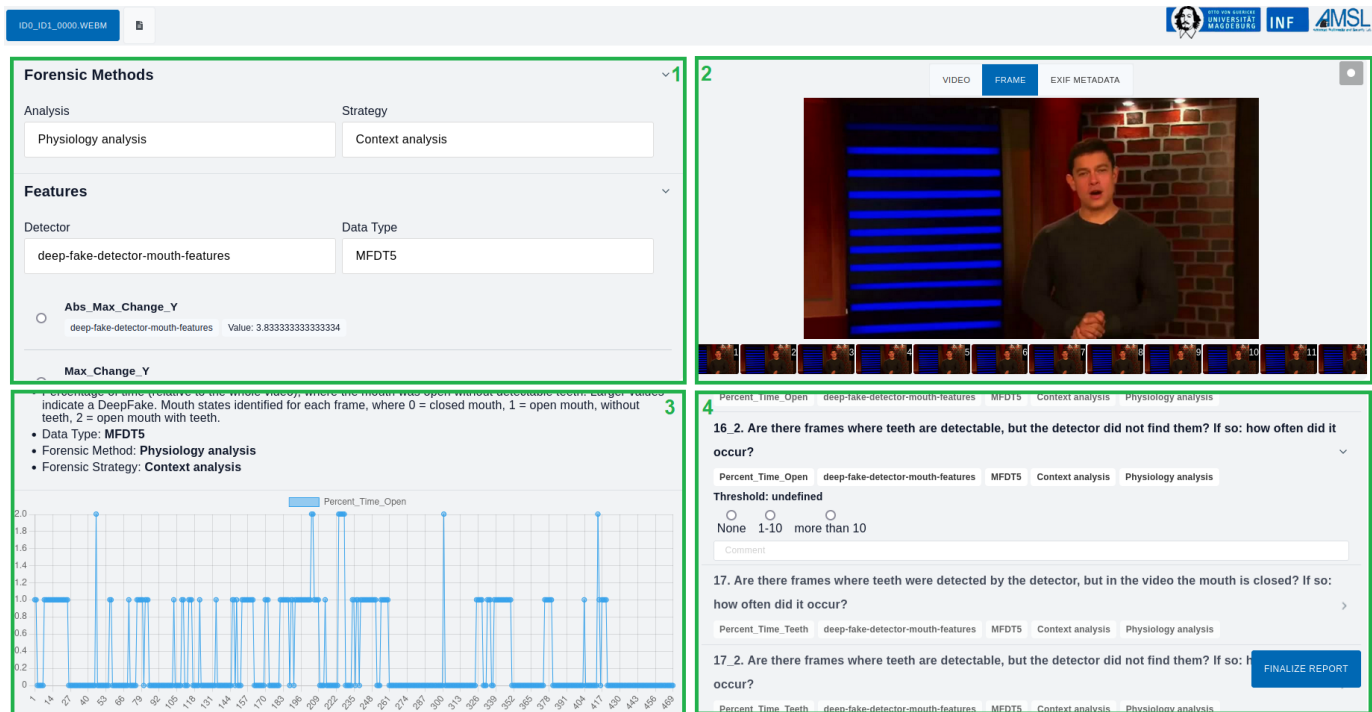 ID0_ID1_0000.WEBM
OTTO VON GUERICKE
UNIVERSITÄT
MAGDEBURG
INF
AMSL
Forensic Methods
1
Analysis
Strategy
Physiology analysis
Context analysis
Features
Detector
Data Type
deep-fake-detector-mouth-features
MFDT5
Abs_Max_Change_Y
deep-fake-detector-mouth-features
Value: 3.833333333333334
Max_Change_Y
2
VIDEO
FRAME
EXIF METADATA
1 2 3 4 5 6 7 8 9 10 11
3
Percentage of time (relative to the whole video), where the mouth was open without detectable teeth. Larger values
indicate a DeepFake. Mouth states identified for each frame, where 0 = closed mouth, 1 = open mouth, without
teeth, 2 = open mouth with teeth.
• Data Type: MFDT5
• Forensic Method: Physiology analysis
• Forensic Strategy: Context analysis
Percent_Time_Open
2.0
1.8
1.6
1.4
1.2
1.0
0.8
0.6
0.4
0.2
0
1 14 27 40 53 66 79 92 105 118 131 144 157 170 183 196 209 222 235 248 261 274 287 300 313 326 339 352 365 378 391 404 417 430 443 456 469
4
Percent_Time_Open deep-fake-detector-mouth-features MFDT5 Context analysis Physiology analysis
16_2. Are there frames where teeth are detectable, but the detector did not find them? If so: how often did it
occur?
Percent_Time_Open deep-fake-detector-mouth-features MFDT5 Context analysis Physiology analysis
Threshold: undefined
None 1-10 more than 10
Comment
17. Are there frames where teeth were detected by the detector, but in the video the mouth is closed? If so:
how often did it occur?
Percent_Time_Teeth deep-fake-detector-mouth-features MFDT5 Context analysis Physiology analysis
17_2. Are there frames where teeth are detectable, but the detector did not find them? If so:
occur?
FINALIZE REPORT
Percent_Time_Teeth deep-fake-detector-mouth-features MFDT5 Context analysis Physiology analysis